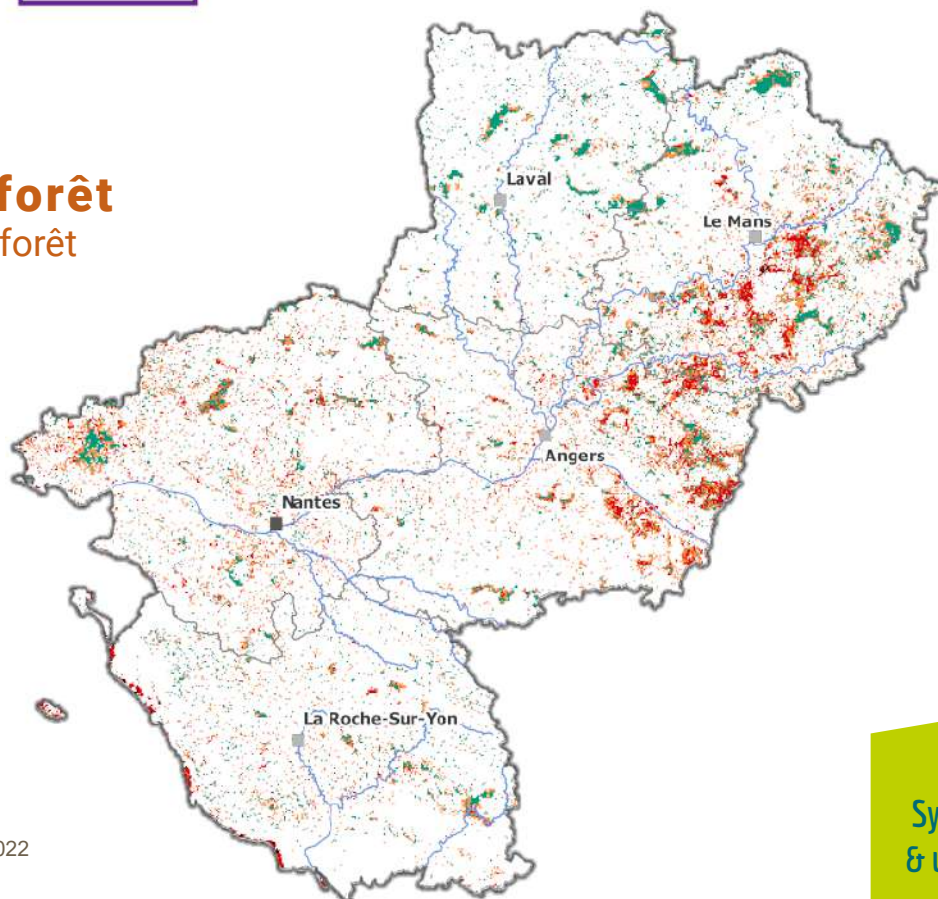 forêt
forêt
Laval
Le Mans
Angers
Nantes
La Roche-Sur-Yon
022
Sy
& u